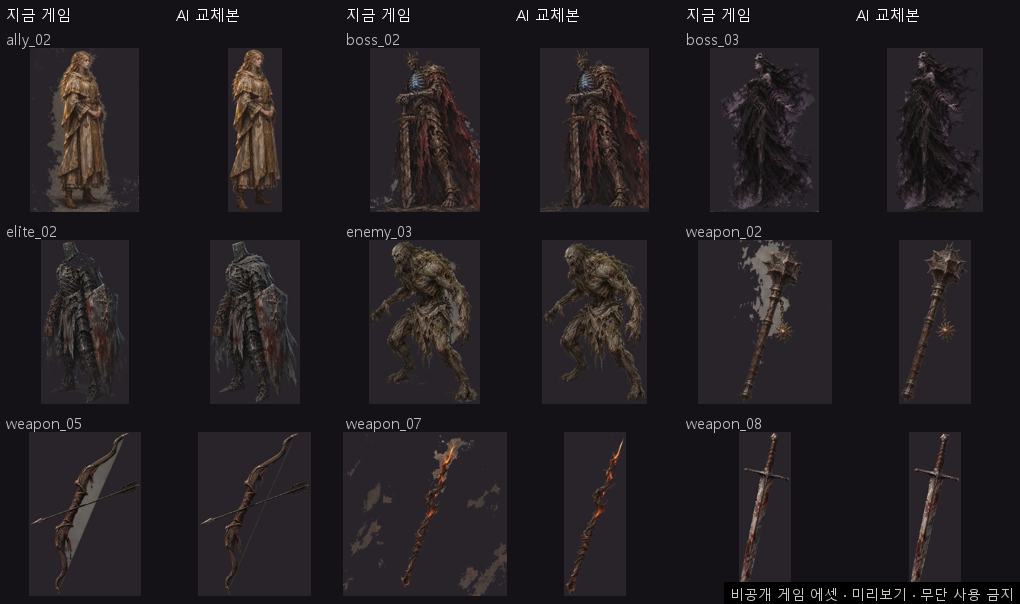 지금 게임 AI 교체본 지금 게임 AI 교체본 지금 게임 AI 교체본
ally_02 boss_02 boss_03
elite_02 enemy_03 weapon_02
weapon_05 weapon_07 weapon_08
비공개 게임 에셋 · 미리보기 · 무단 사용 금지